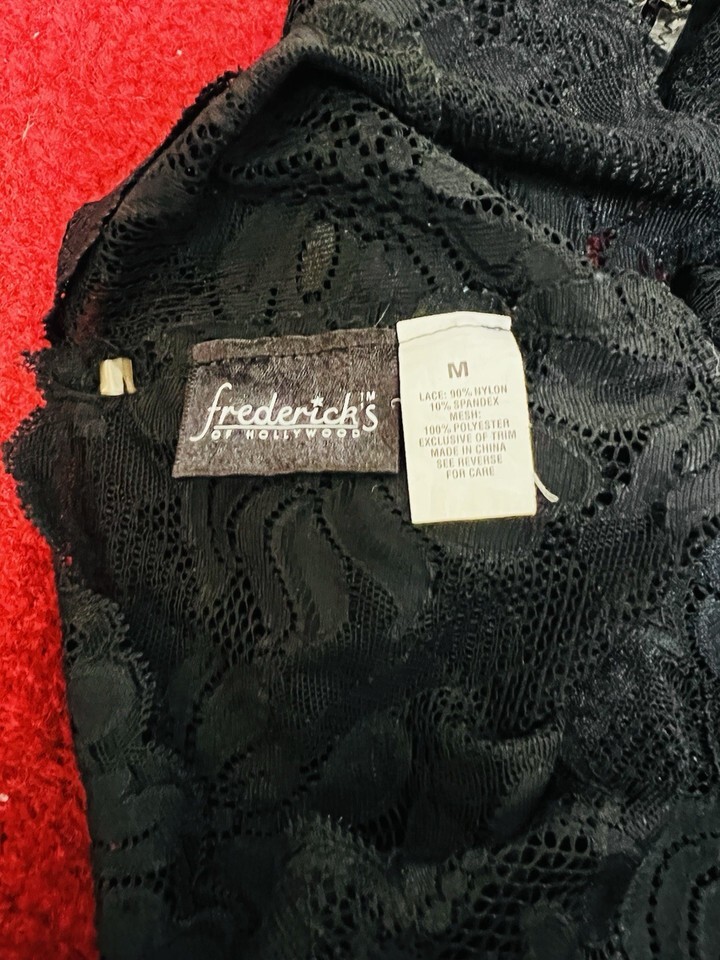 frederick's TM
OF HOLLYWOOD
M
LACE: 90% NYLON
10% SPANDEX
MESH:
100% POLYESTER
EXCLUSIVE OF TRIM
MADE IN CHINA
SEE REVERSE
FOR CARE